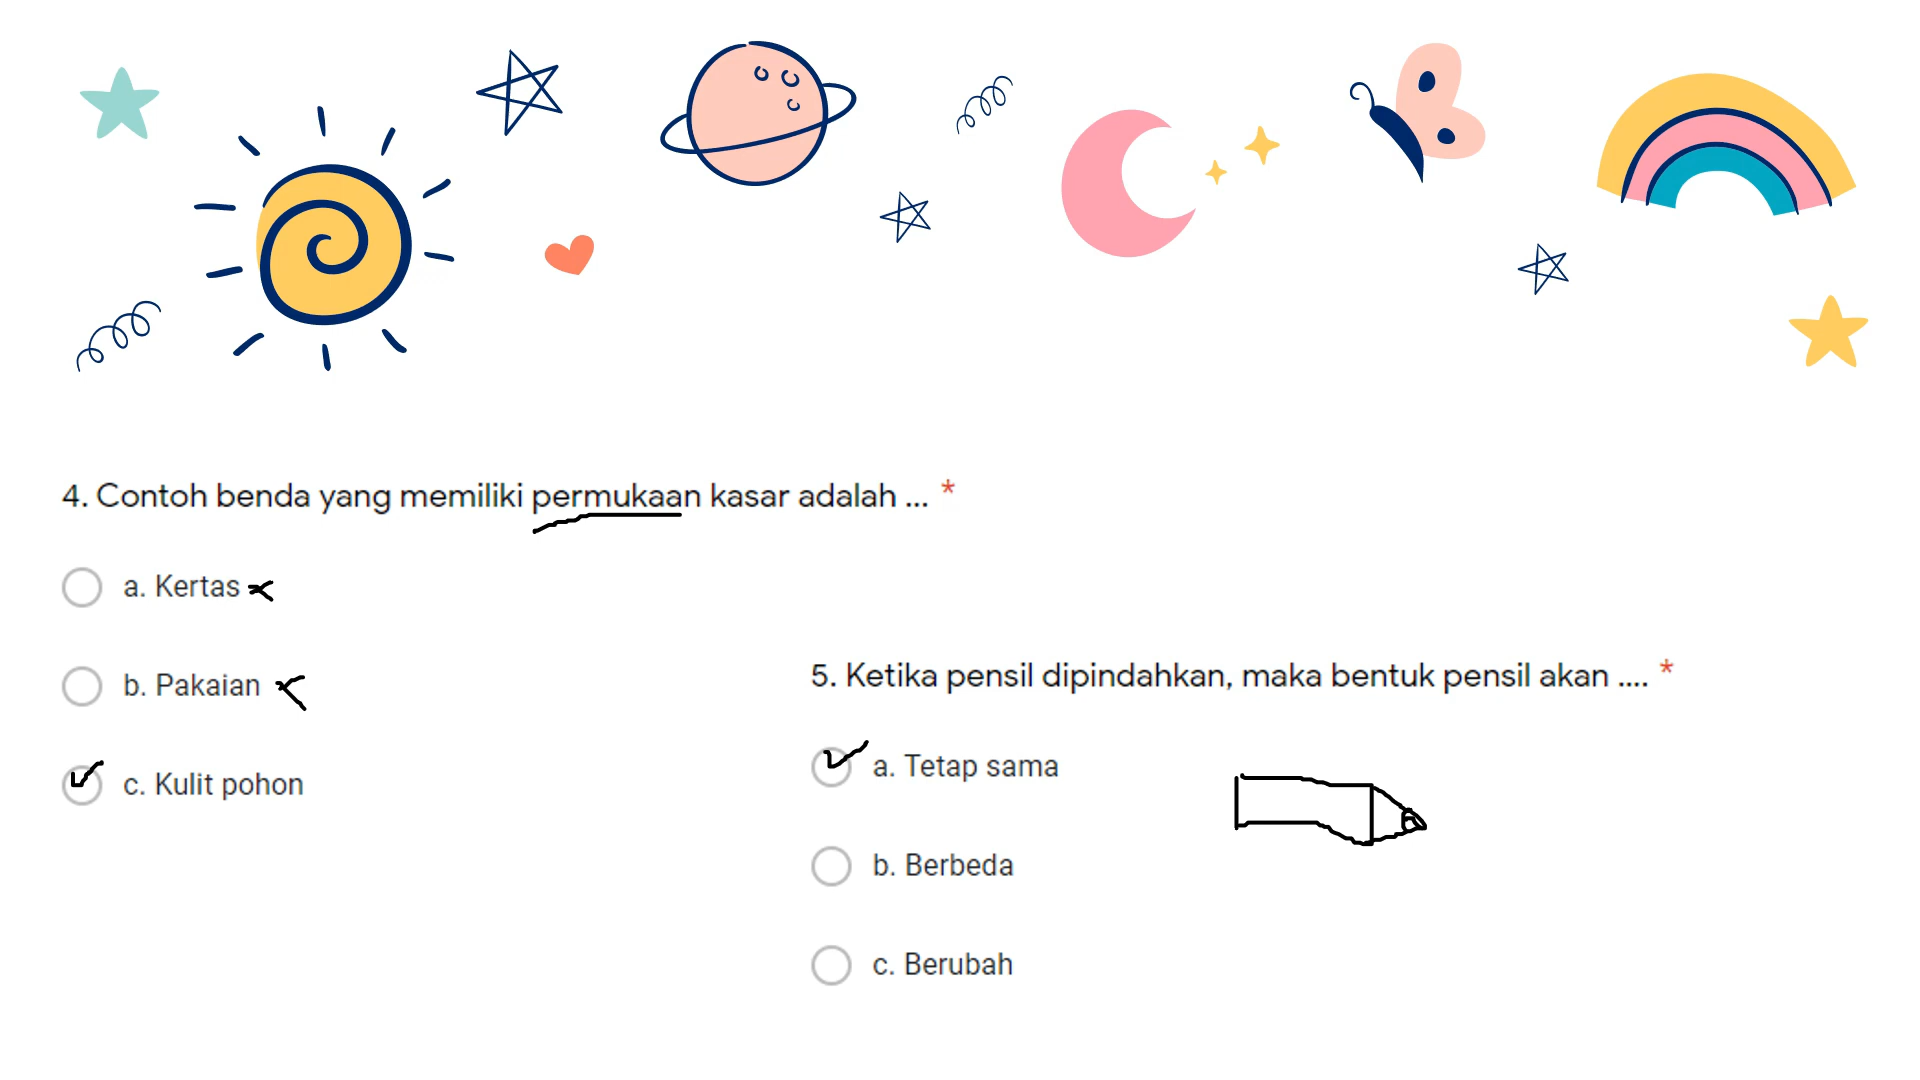 4. Contoh benda yang memiliki permukaan kasar adalah ... *
a. Kertas
b. Pakaian
c. Kulit pohon
5. Ketika pensil dipindahkan, maka bentuk pensil akan .... *
a. Tetap sama
b. Berbeda
c. Berubah